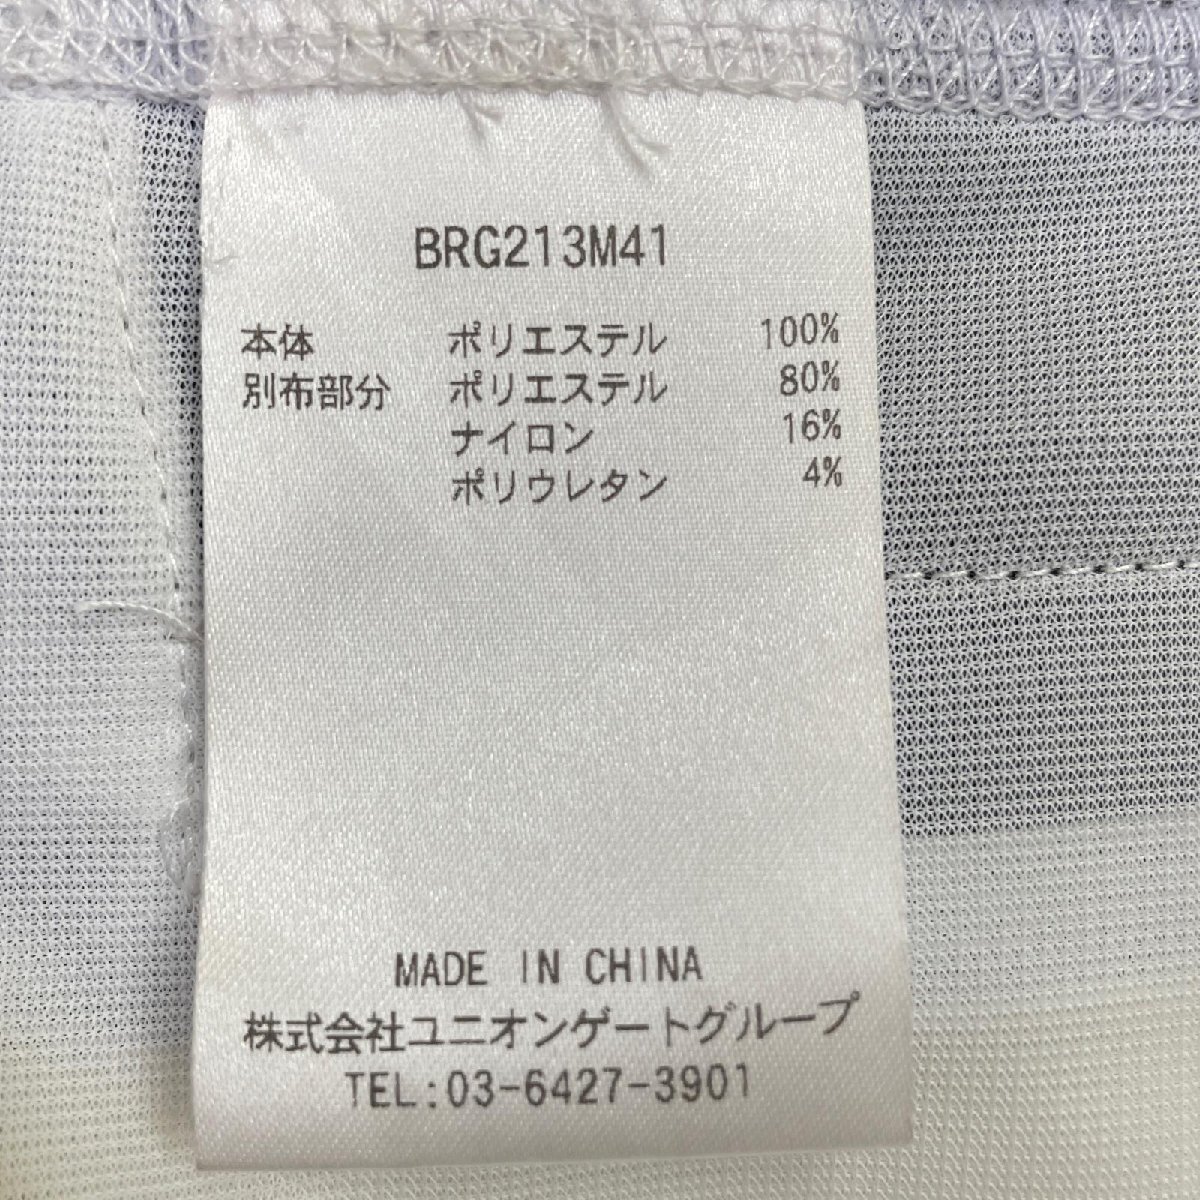 BRG213M41
本体 ポリエステル 100%
別布部分 ポリエステル 80%
ナイロン 16%
ポリウレタン 4%
MADE IN CHINA
株式会社ユニオンゲートグループ
TEL:03-6427-3901